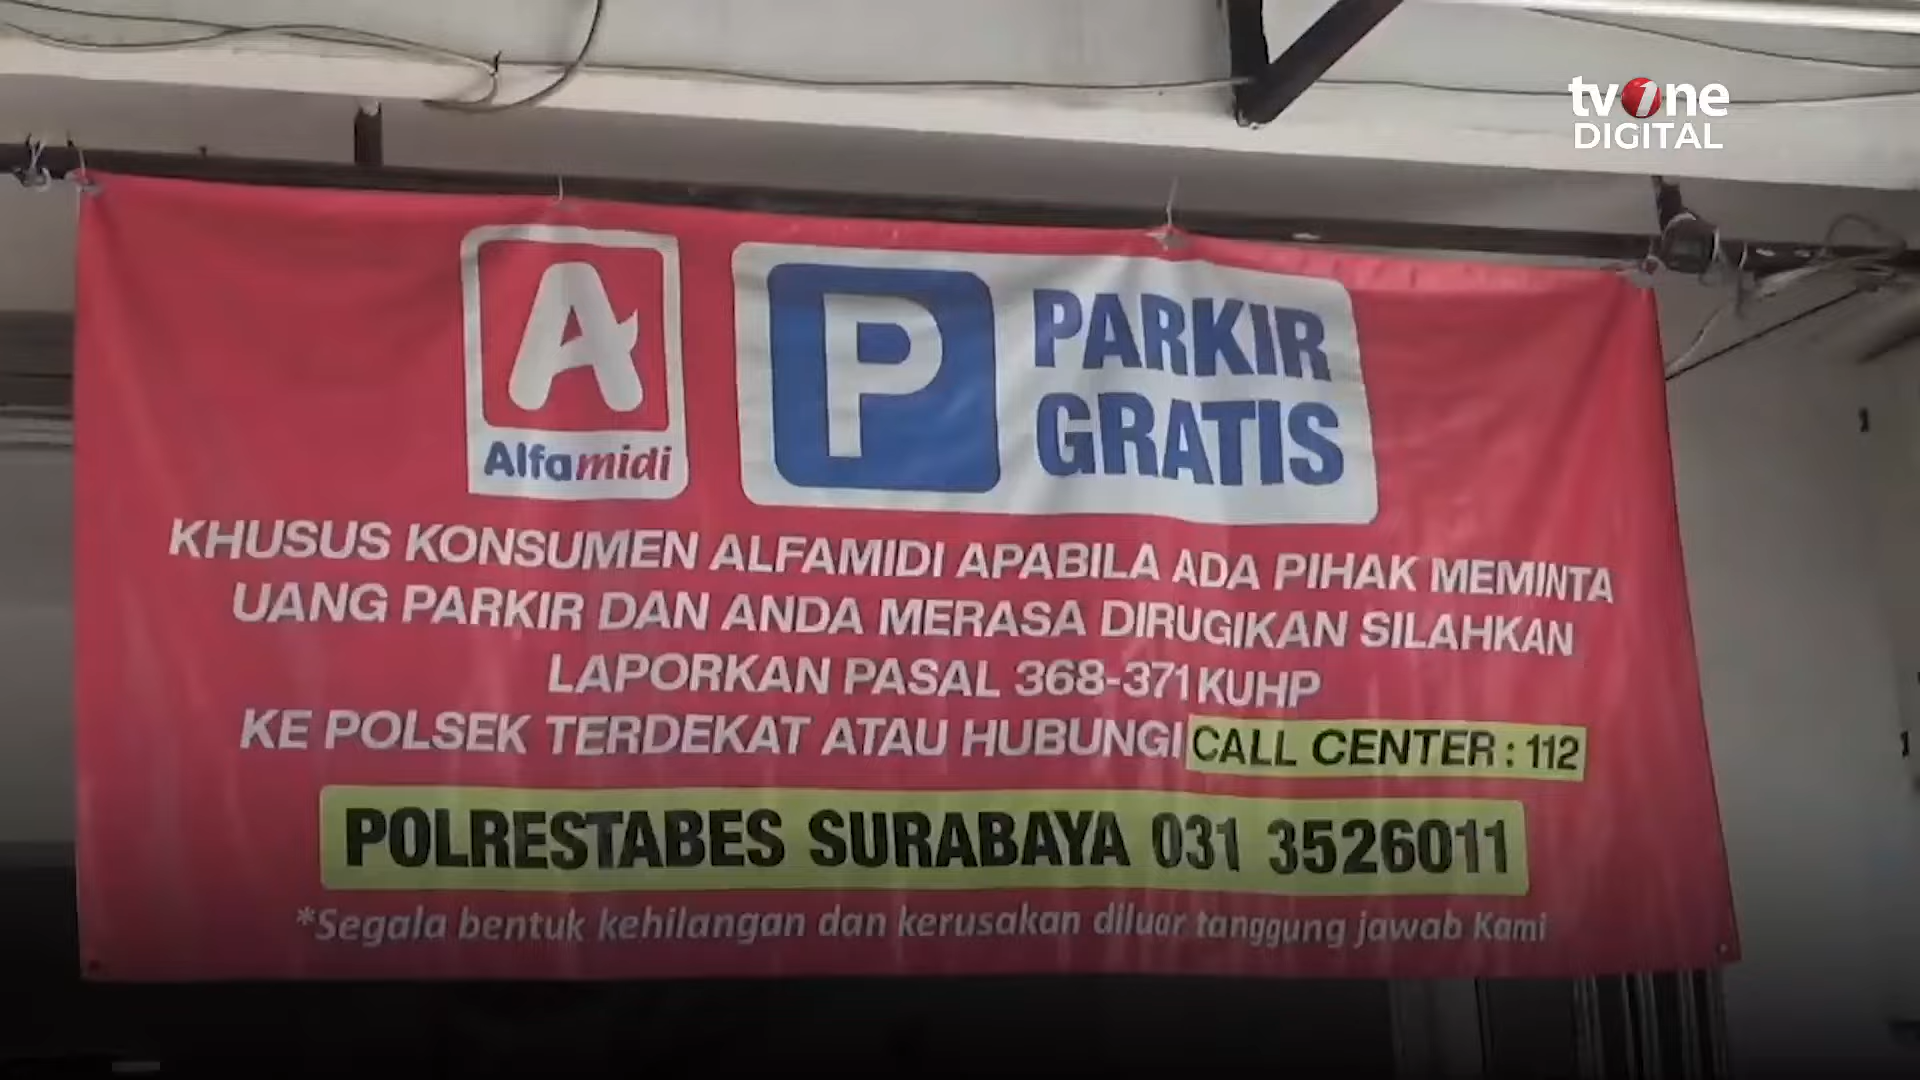 tvOne
DIGITAL
A
Alfamidi
P
PARKIR
GRATIS
KHUSUS KONSUMEN ALFAMIDI APABILA ADA PIHAK MEMINTA
UANG PARKIR DAN ANDA MERASA DIRUGIKAN SILAHKAN
LAPORKAN PASAL 368-371 KUHP
KE POLSEK TERDEKAT ATAU HUBUNGI CALL CENTER : 112
POLRESTABES SURABAYA 031 3526011
*Segala bentuk kehilangan dan kerusakan diluar tanggung jawab Kami